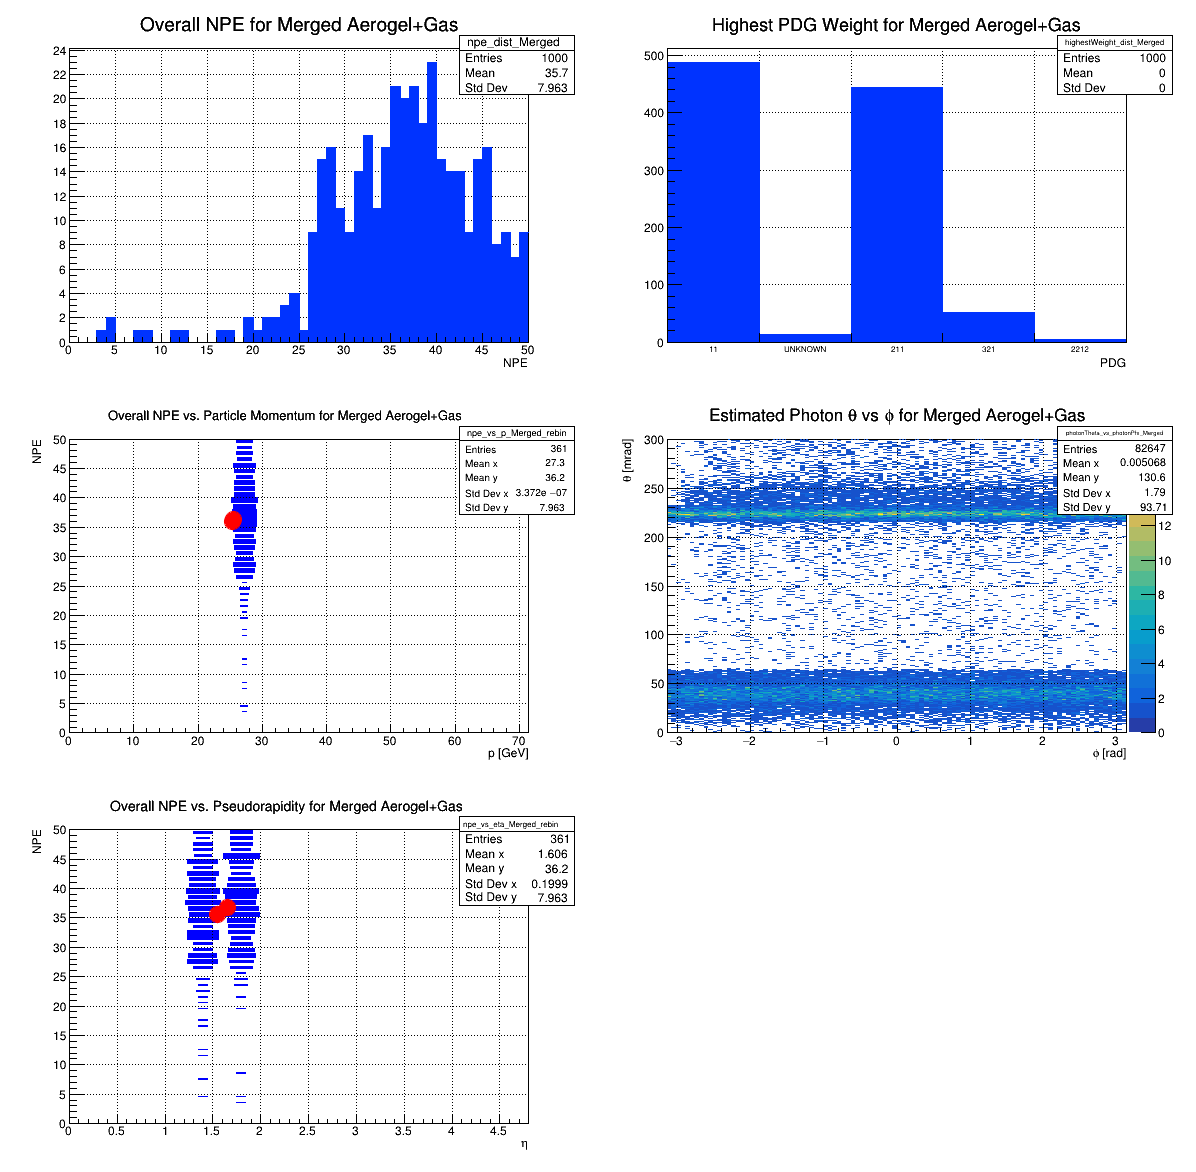 Overall NPE for Merged Aerogel+Gas
npe_dist_Merged
Entries 1000
Mean 35.7
Std Dev 7.963
24
22
20
18
16
14
12
10
8
6
4
2
0
0 5 10 15 20 25 30 35 40 45 50
NPE
Highest PDG Weight for Merged Aerogel+Gas
highestWeight_dist_Merged
Entries 1000
Mean 0
Std Dev 0
500
400
300
200
100
0
11 UNKNOWN 211 321 2212
PDG
Overall NPE vs. Particle Momentum for Merged Aerogel+Gas
npe_vs_p_Merged_rebin
Entries 361
Mean x 27.3
Mean y 36.2
Std Dev x 3.372e −07
Std Dev y 7.963
NPE
50
45
40
35
30
25
20
15
10
5
0
0 10 20 30 40 50 60 70
p [GeV]
Estimated Photon θ vs ϕ for Merged Aerogel+Gas
photonTheta_vs_photonPhi_Merged
Entries 82647
Mean x 0.005068
Mean y 130.6
Std Dev x 1.79
Std Dev y 93.71
θ [mrad]
300
250
200
150
100
50
0
−3 −2 −1 0 1 2 3
ϕ [rad]
12
10
8
6
4
2
0
Overall NPE vs. Pseudorapidity for Merged Aerogel+Gas
npe_vs_eta_Merged_rebin
Entries 361
Mean x 1.606
Mean y 36.2
Std Dev x 0.1999
Std Dev y 7.963
NPE
50
45
40
35
30
25
20
15
10
5
0
0 0.5 1 1.5 2 2.5 3 3.5 4 4.5
η